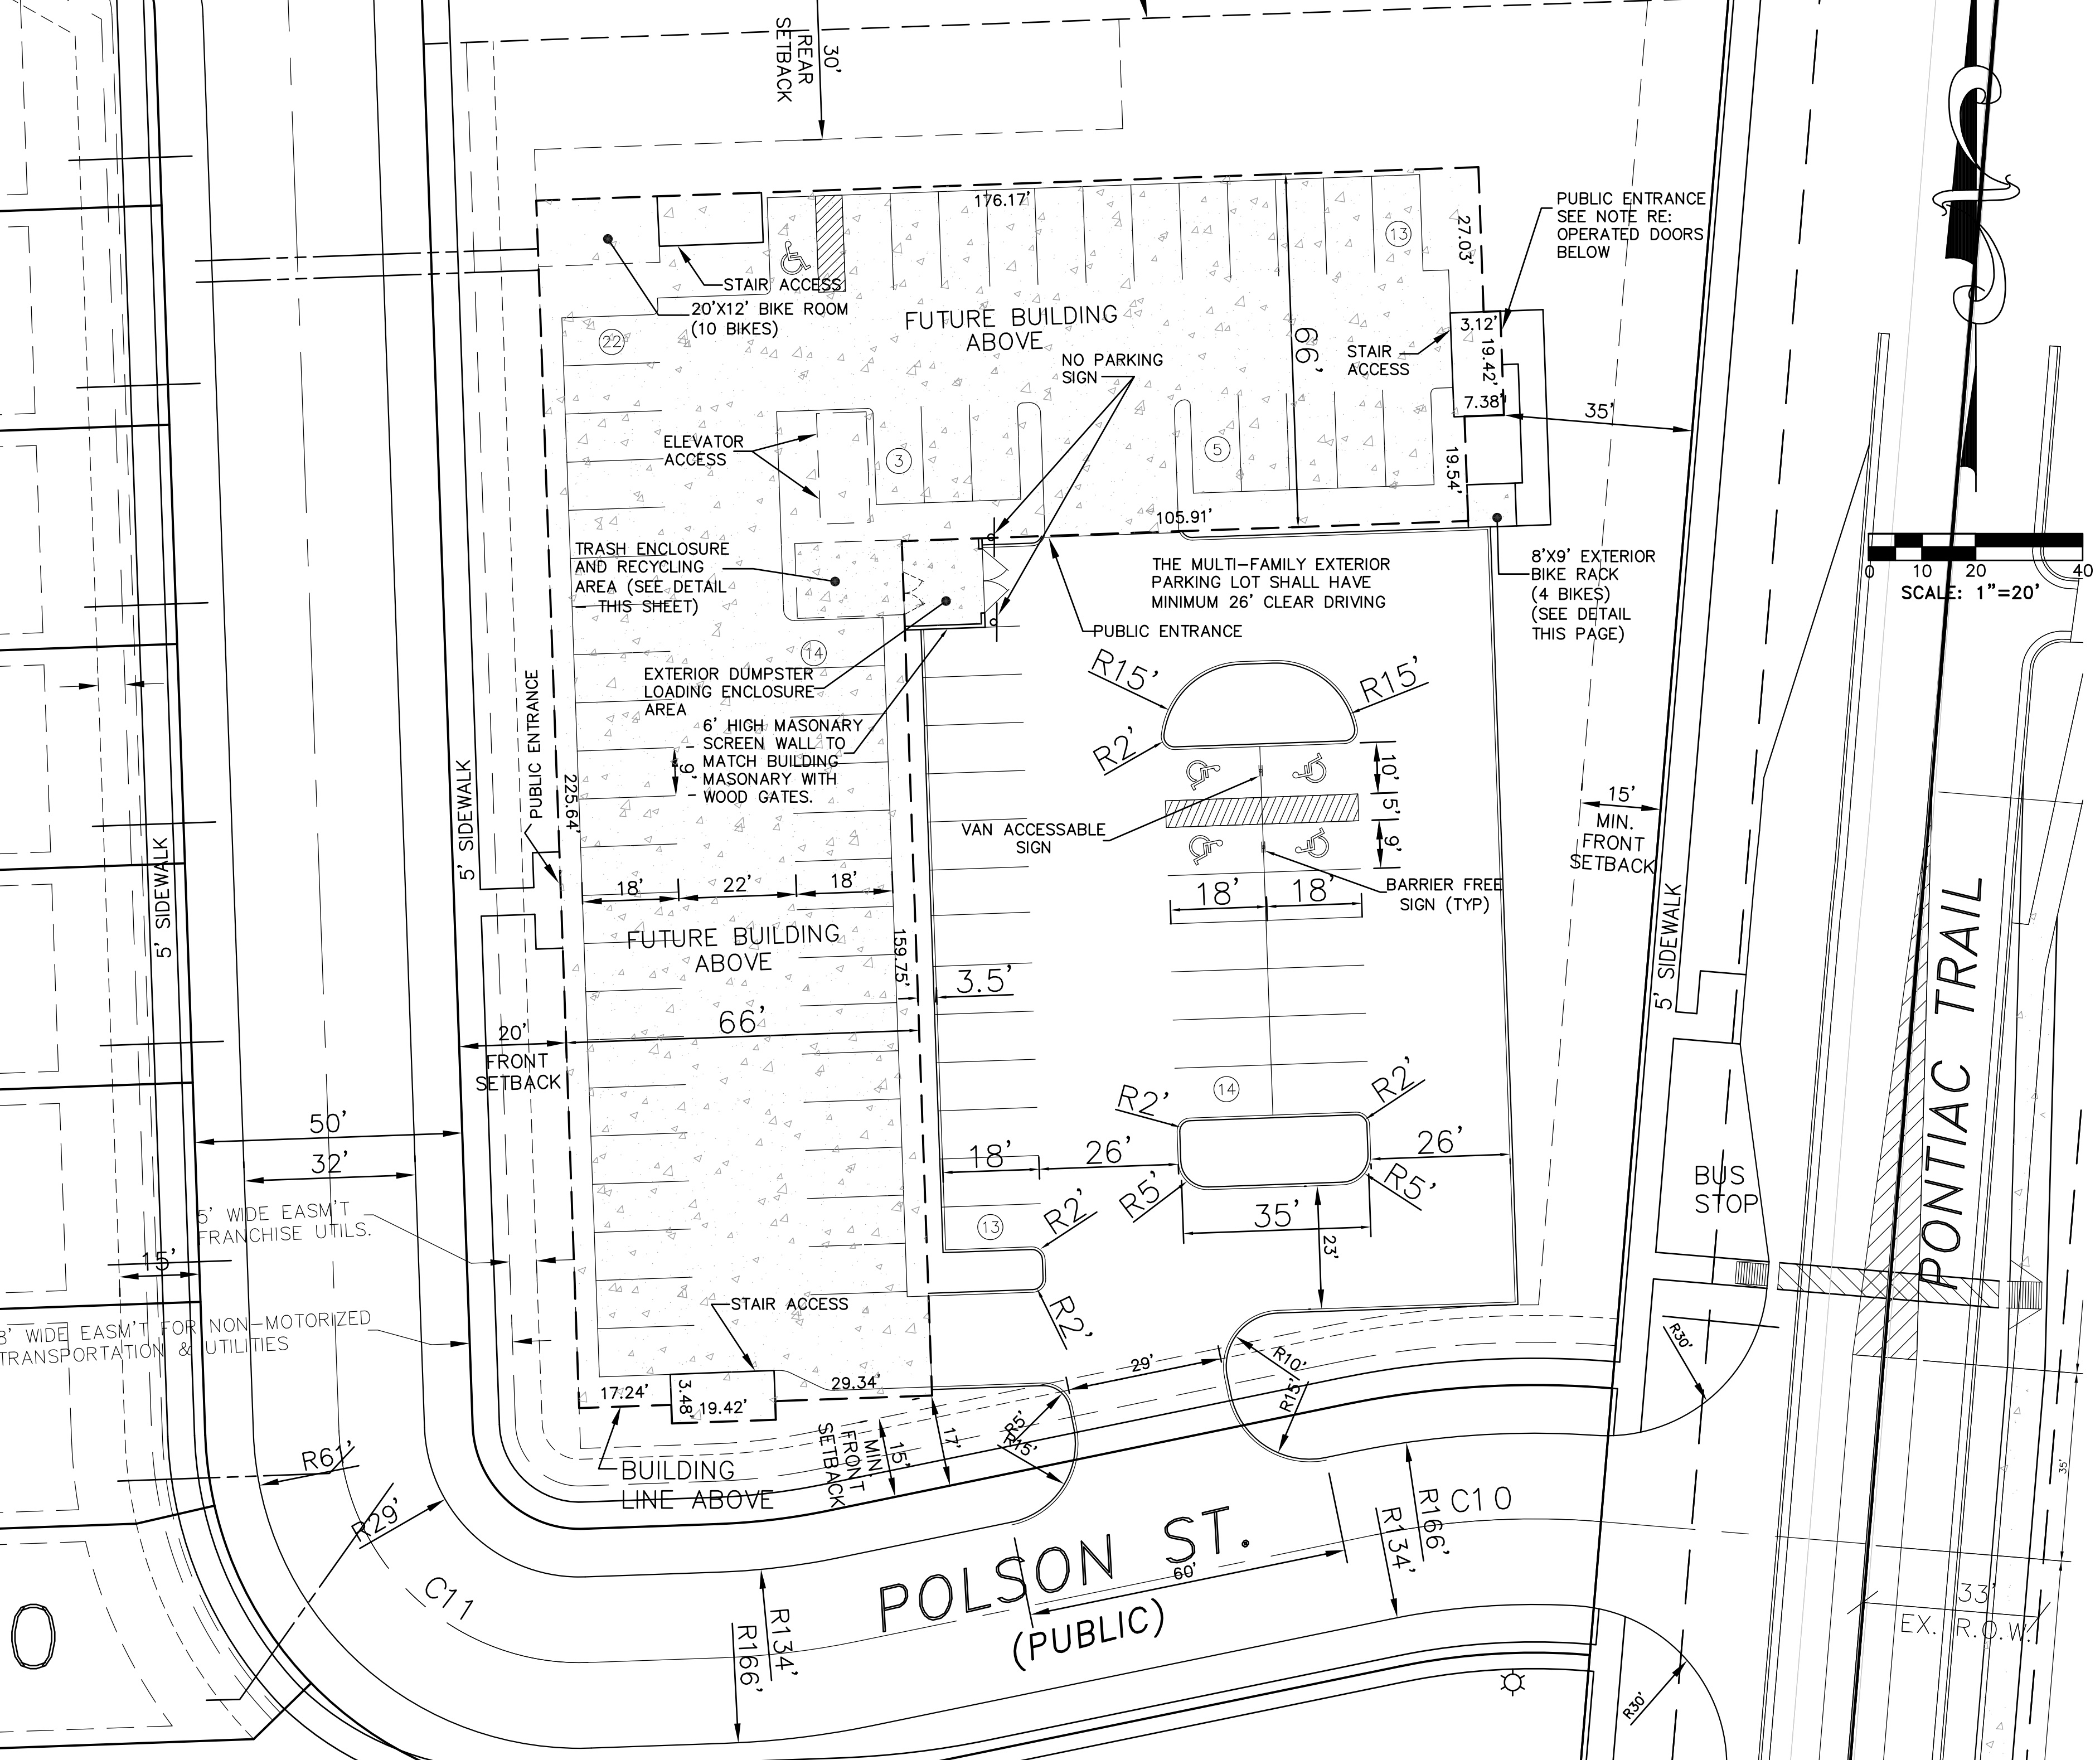 30'
REAR
SETBACK
176.17'
27.03'
13
PUBLIC ENTRANCE
SEE NOTE RE:
OPERATED DOORS
BELOW
STAIR ACCESS
20'X12' BIKE ROOM
(10 BIKES)
22
FUTURE BUILDING
ABOVE
66'
NO PARKING
SIGN
STAIR
ACCESS
3.12'
19.42'
7.38'
35'
ELEVATOR
ACCESS
3
5
19.54'
105.91'
TRASH ENCLOSURE
AND RECYCLING
AREA (SEE DETAIL
- THIS SHEET)
THE MULTI-FAMILY EXTERIOR
PARKING LOT SHALL HAVE
MINIMUM 26' CLEAR DRIVING
8'X9' EXTERIOR
BIKE RACK
(4 BIKES)
(SEE DETAIL
THIS PAGE)
0 10 20 40
SCALE: 1"=20'
PUBLIC ENTRANCE
14
EXTERIOR DUMPSTER
LOADING ENCLOSURE
AREA
R15'
R15'
R2'
PUBLIC ENTRANCE
6' HIGH MASONARY
SCREEN WALL TO
MATCH BUILDING
MASONARY WITH
WOOD GATES.
9'
225.64'
5' SIDEWALK
5' SIDEWALK
10'
5'
9'
VAN ACCESSABLE
SIGN
15'
MIN.
FRONT
SETBACK
18'
22'
18'
18'
18'
BARRIER FREE
SIGN (TYP)
5' SIDEWALK
PONTIAC TRAIL
FUTURE BUILDING
ABOVE
159.75'
3.5'
66'
20'
FRONT
SETBACK
50'
32'
14
R2'
R2'
18'
26'
26'
R5'
R5'
35'
23'
BUS
STOP
5' WIDE EASM'T
FRANCHISE UTILS.
15'
13
R2'
R2'
STAIR ACCESS
8' WIDE EASM'T FOR NON-MOTORIZED
TRANSPORTATION & UTILITIES
29'
R10'
R15'
R30'
17.24'
3.48'
19.42'
29.34'
R5'
R15'
15'
MIN.
FRONT
SETBACK
17'
BUILDING
LINE ABOVE
R61'
R29'
C11
C10
R166'
R134'
POLSON ST.
(PUBLIC)
60'
R134'
R166'
35'
33'
EX. R.O.W.
R30'